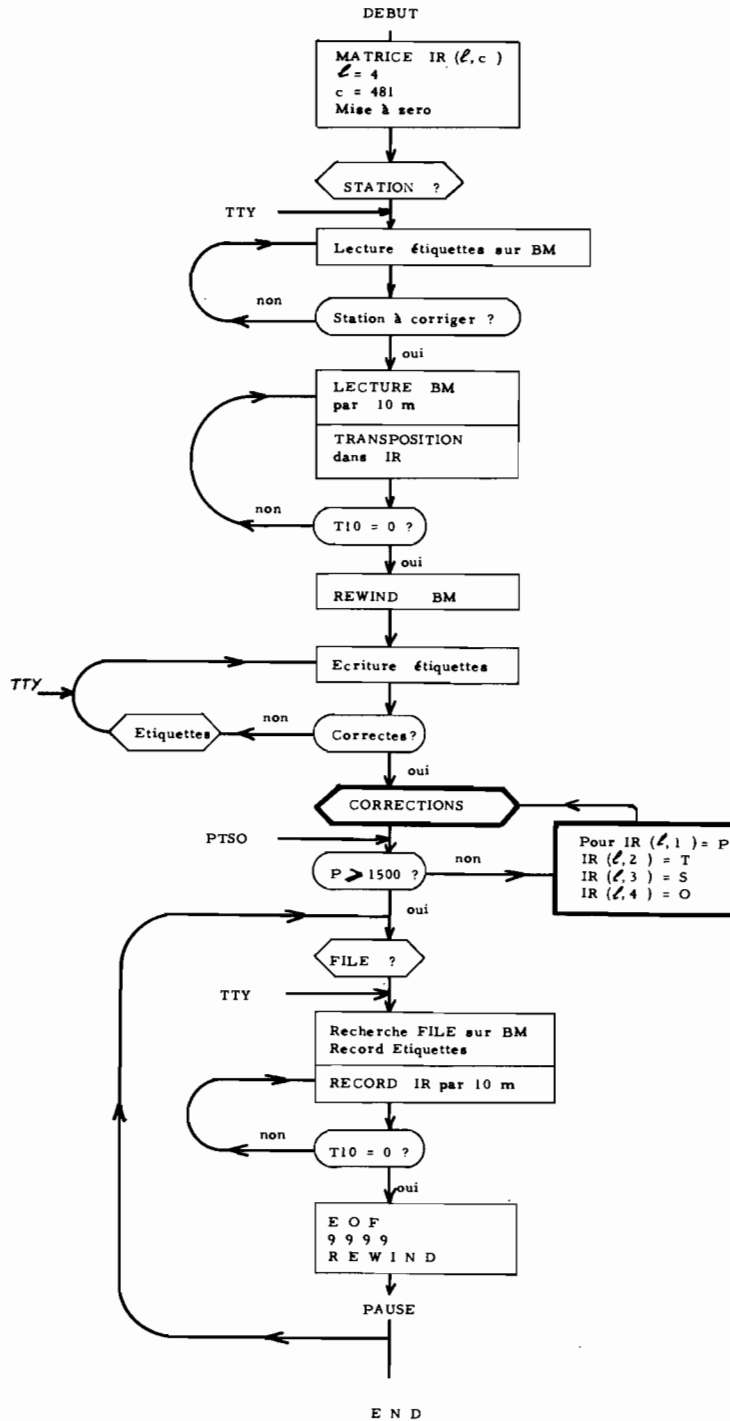 DEBUT
MATRICE IR (ℓ,c )
ℓ = 4
c = 481
Mise à zero
STATION ?
TTY
Lecture étiquettes sur BM
non
Station à corriger ?
oui
LECTURE BM
par 10 m
TRANSPOSITION
dans IR
non
T10 = 0 ?
oui
REWIND BM
TTY
Ecriture étiquettes
Etiquettes
non
Correctes?
oui
CORRECTIONS
PTSO
P ⩾ 1500 ?
non
Pour IR (ℓ,1 ) = P
IR (ℓ,2 ) = T
IR (ℓ,3 ) = S
IR (ℓ,4 ) = O
oui
FILE ?
TTY
Recherche FILE sur BM
Record Etiquettes
RECORD IR par 10 m
non
T10 = 0 ?
oui
E O F
9 9 9 9
R E W I N D
PAUSE
E N D